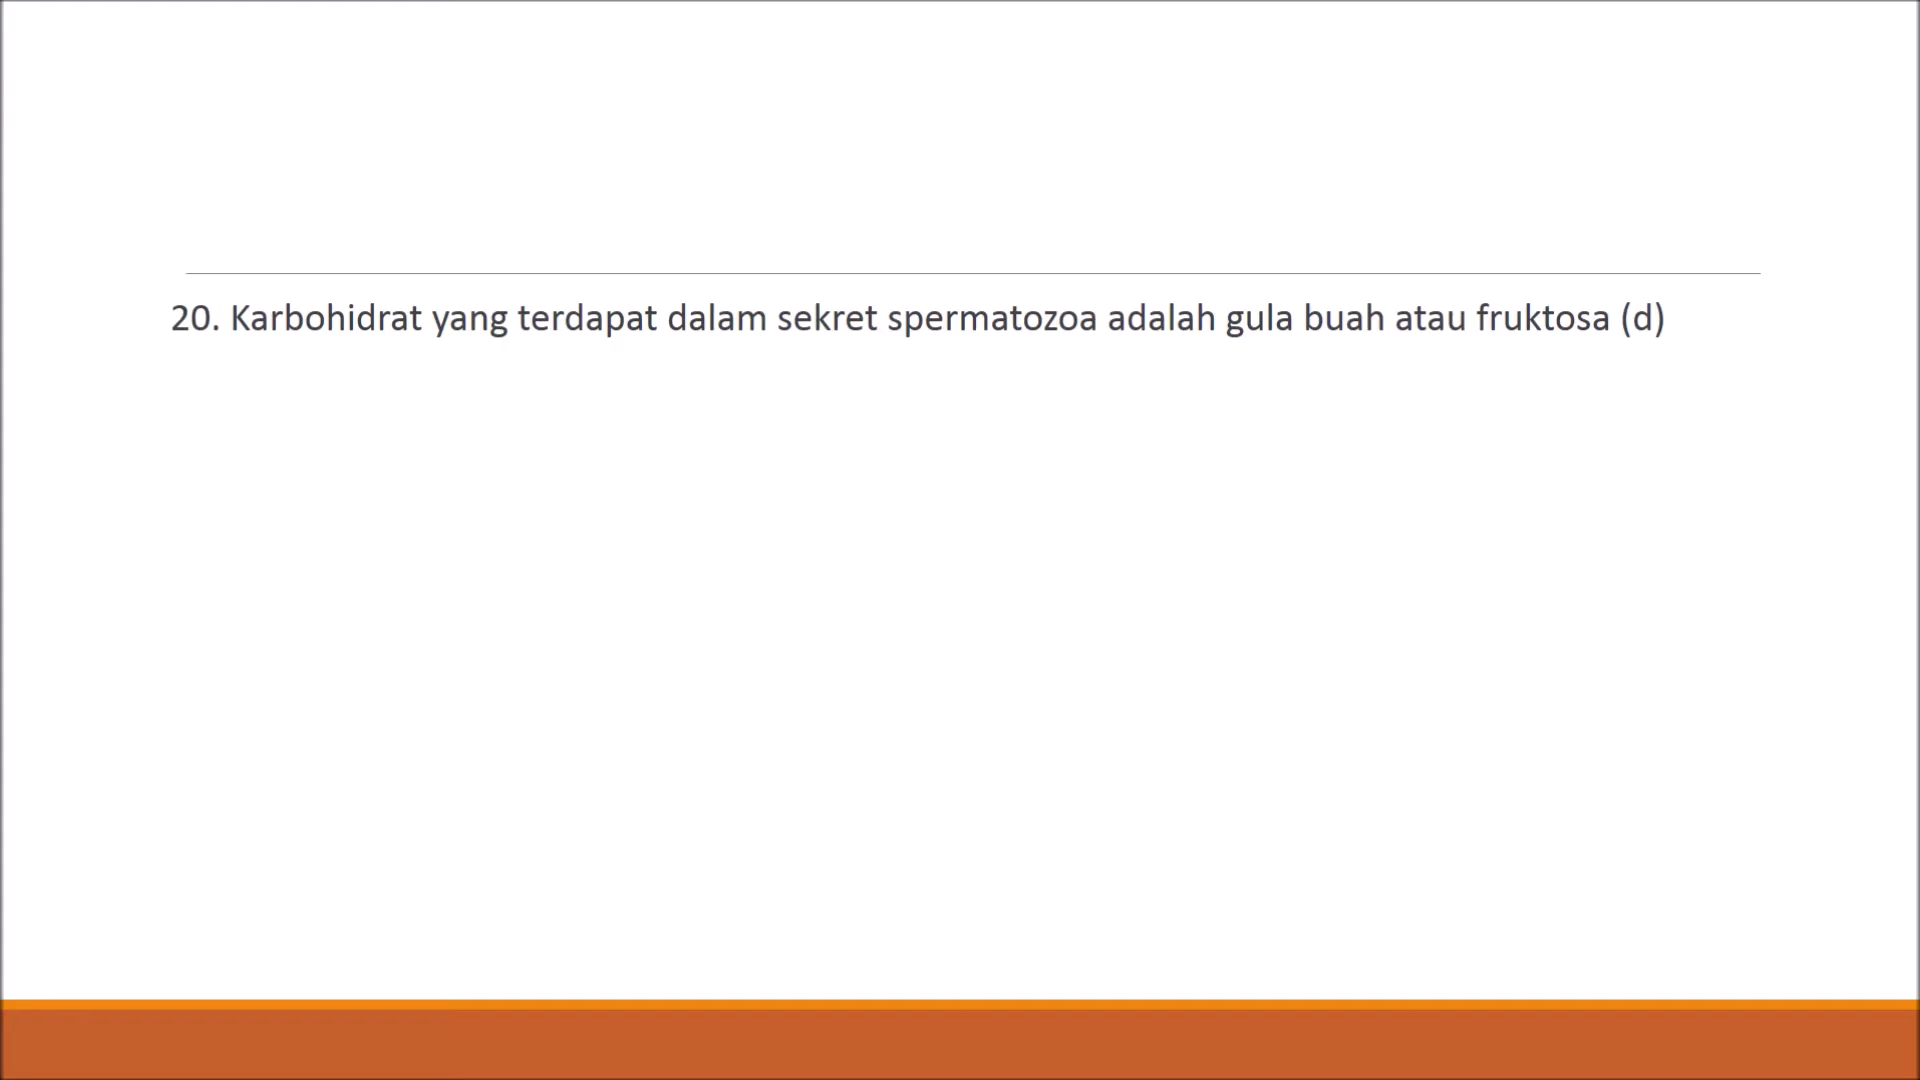 20. Karbohidrat yang terdapat dalam sekret spermatozoa adalah gula buah atau fruktosa (d)